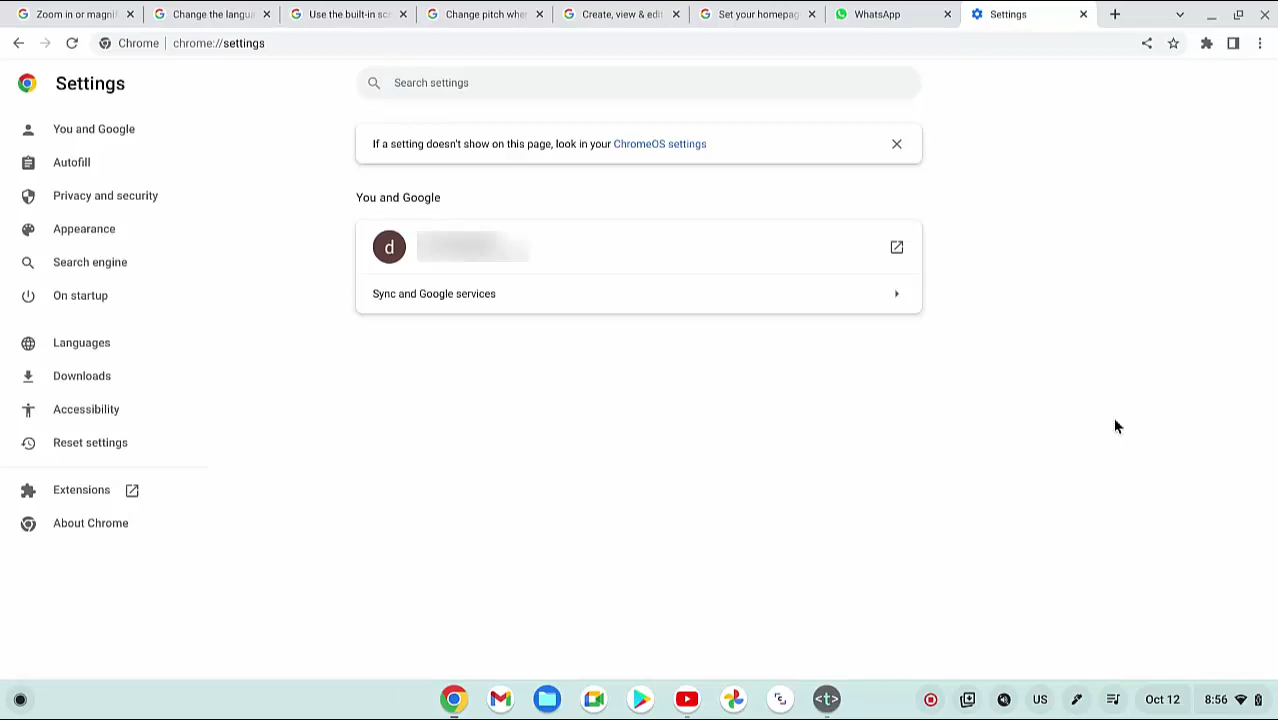 Zoom in or magni
Change the langua
Use the built-in scr
Change pitch wher
Create, view & edi
Set your homepag
WhatsApp
Settings
Chrome
chrome://settings
Settings
Search settings
You and Google
Autofill
Privacy and security
Appearance
Search engine
On startup
Languages
Downloads
Accessibility
Reset settings
Extensions
About Chrome
If a setting doesn't show on this page, look in your ChromeOS settings
You and Google
d
Sync and Google services
<t>
US
Oct 12
8:56